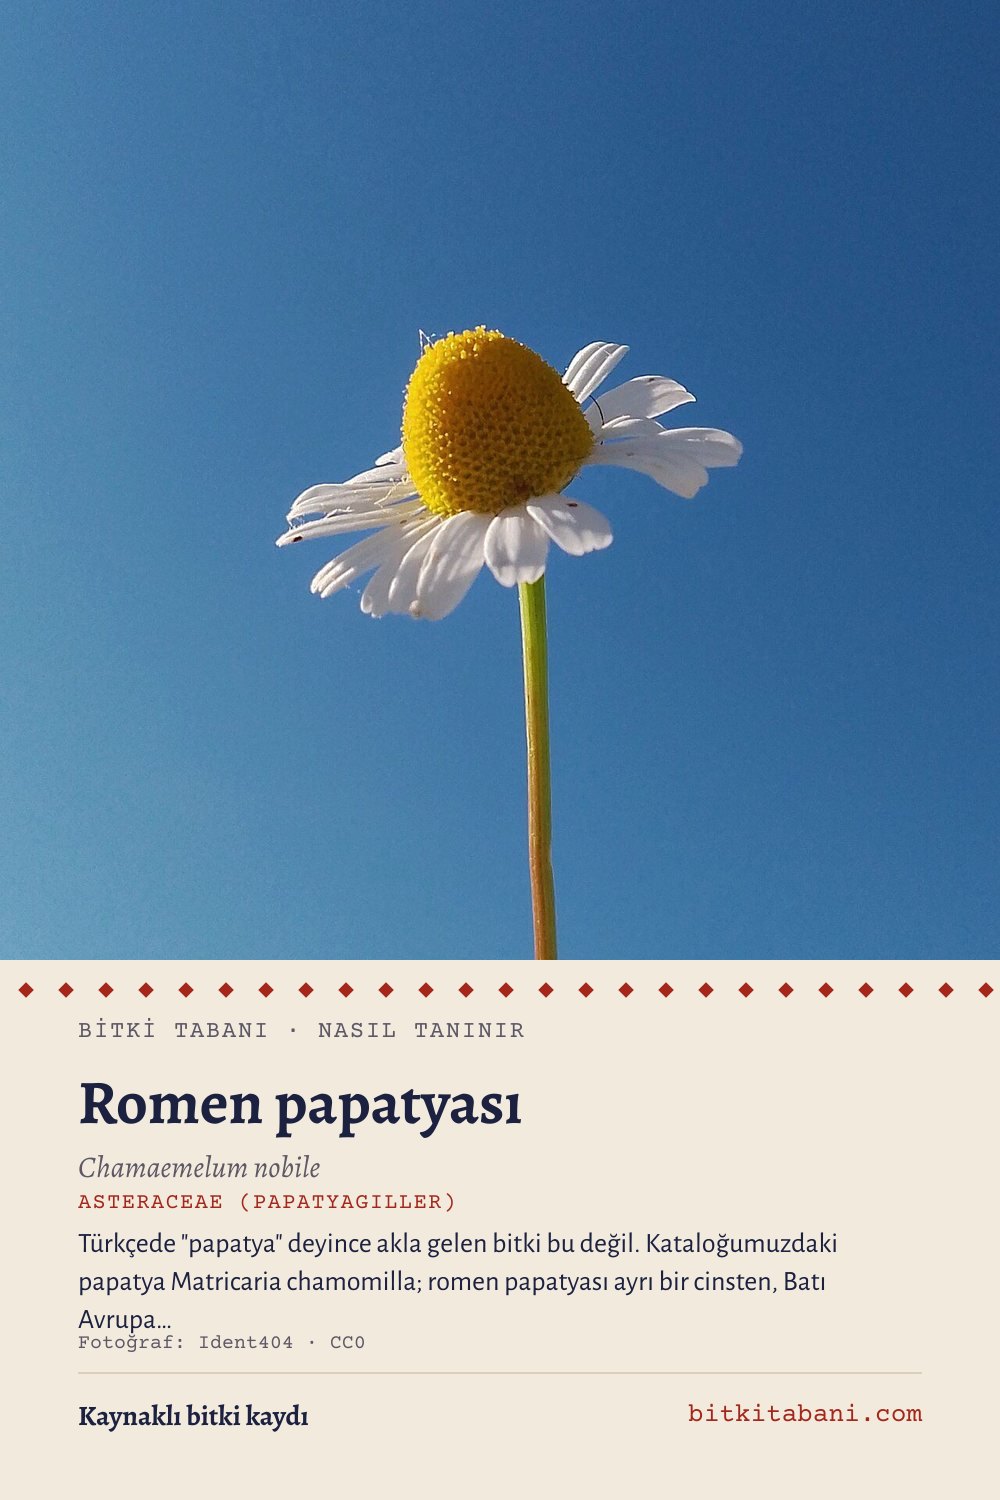 BİTKİ TABANI · NASIL TANINIR
Romen papatyası
Chamaemelum nobile
ASTERACEAE (PAPATYAGILLER)
Türkçede "papatya" deyince akla gelen bitki bu değil. Kataloğumuzdaki
papatya Matricaria chamomilla; romen papatyası ayrı bir cinsten, Batı
Avrupa…
Fotoğraf: Ident404 · CC0
Kaynaklı bitki kaydı
bitkitabani.com